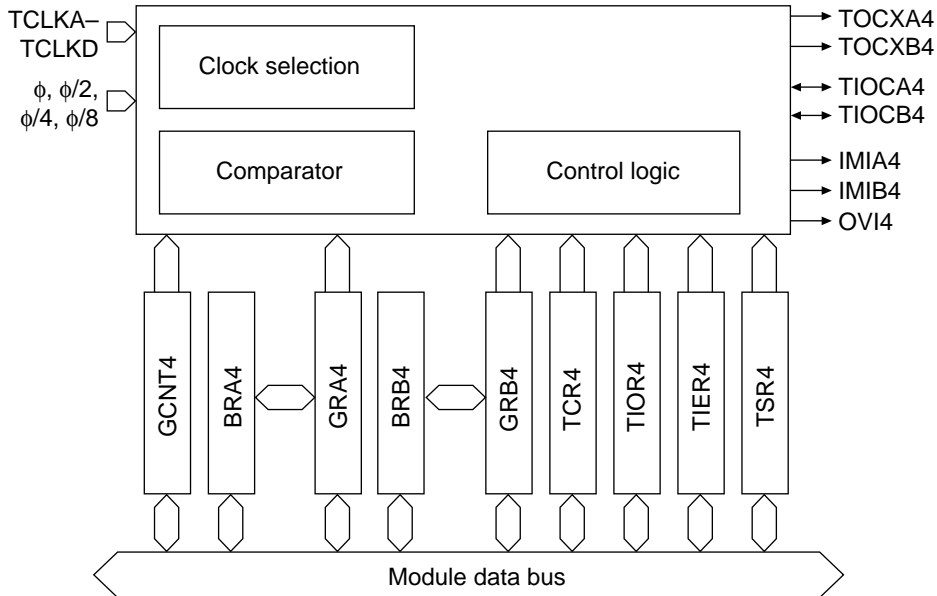 TCLKA–
TCLKD
ϕ, ϕ/2,
ϕ/4, ϕ/8
Clock selection
Comparator
Control logic
TOCXA4
TOCXB4
TIOCA4
TIOCB4
IMIA4
IMIB4
OVI4
GCNT4
BRA4
GRA4
BRB4
GRB4
TCR4
TIOR4
TIER4
TSR4
Module data bus